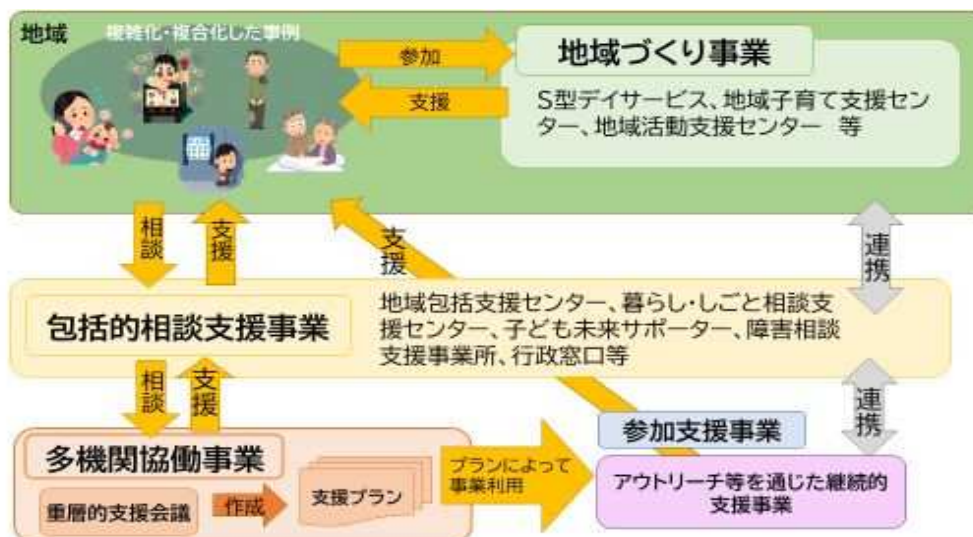 地域
複雑化・複合化した事例
参加
支援
地域づくり事業
S型デイサービス、地域子育て支援セン
ター、地域活動支援センター 等
相談
支援
支援
連携
包括的相談支援事業
地域包括支援センター、暮らし・しごと相談支
援センター、子ども未来サポーター、障害相談
支援事業所、行政窓口等
相談
支援
連携
多機関協働事業
重層的支援会議
作成
支援プラン
プランによって
事業利用
参加支援事業
アウトリーチ等を通じた継続的
支援事業